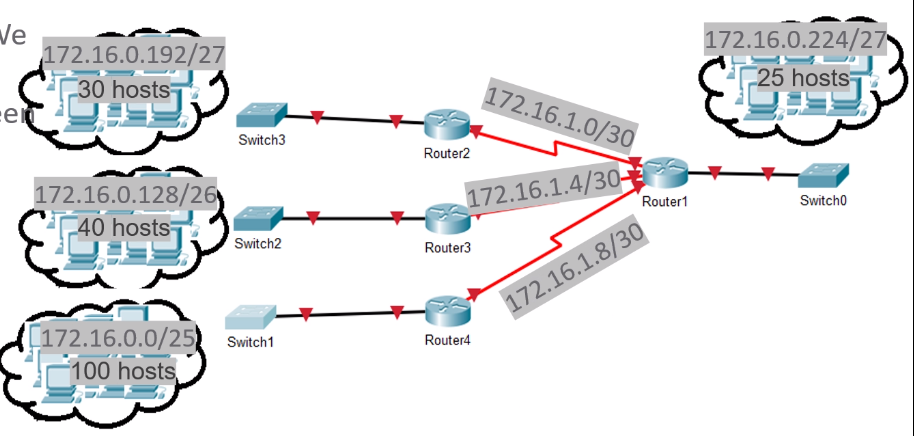 We
172.16.0.192/27
30 hosts
een
Switch3
Router2
172.16.1.0/30
172.16.0.224/27
25 hosts
172.16.0.128/26
40 hosts
Switch2
Router3
172.16.1.4/30
Router1
Switch0
172.16.0.0/25
100 hosts
Switch1
Router4
172.16.1.8/30